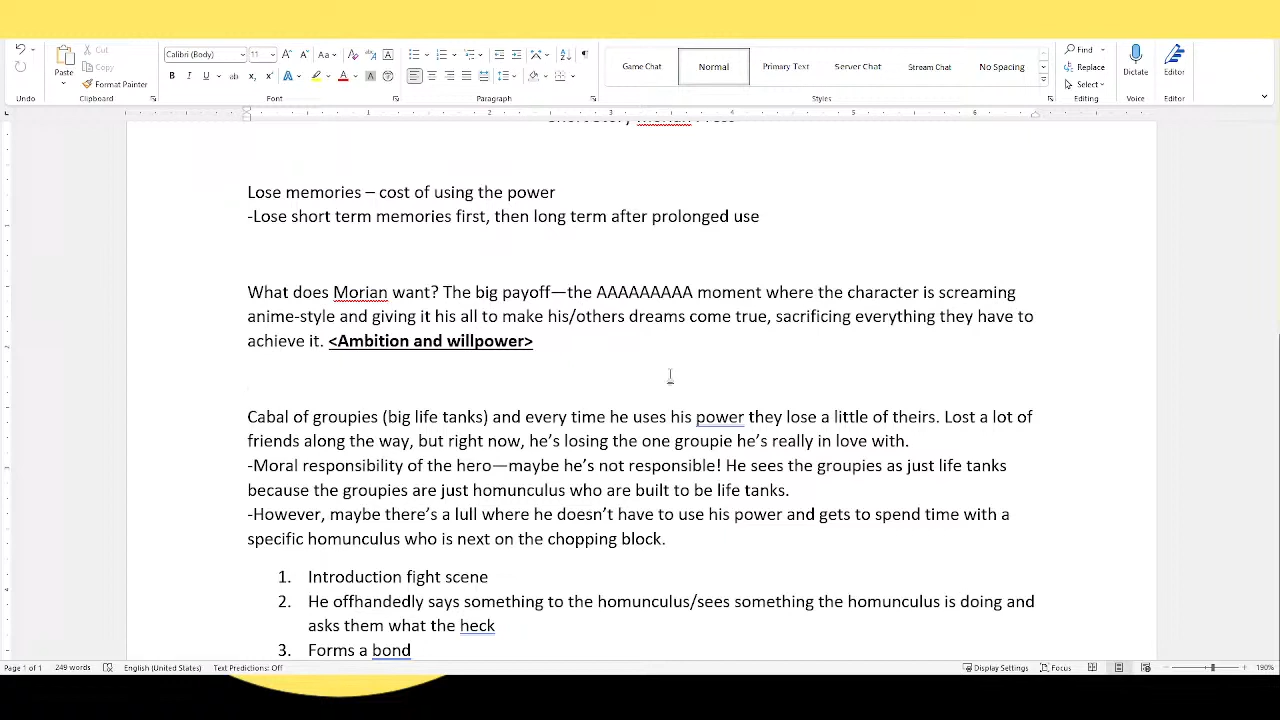 Cut
Copy
Paste
Format Painter
Undo
Clipboard
Calibri (Body)
11
Font
Paragraph
Game Chat
Normal
Primary Text
Server Chat
Stream Chat
No Spacing
Styles
Find
Replace
Select
Editing
Dictate
Voice
Editor
Editor
1 2 3 4 5 6
Lose memories – cost of using the power
-Lose short term memories first, then long term after prolonged use
What does Morian want? The big payoff—the AAAAAAAAA moment where the character is screaming
anime-style and giving it his all to make his/others dreams come true, sacrificing everything they have to
achieve it. <Ambition and willpower>
Cabal of groupies (big life tanks) and every time he uses his power they lose a little of theirs. Lost a lot of
friends along the way, but right now, he’s losing the one groupie he’s really in love with.
-Moral responsibility of the hero—maybe he’s not responsible! He sees the groupies as just life tanks
because the groupies are just homunculus who are built to be life tanks.
-However, maybe there’s a lull where he doesn’t have to use his power and gets to spend time with a
specific homunculus who is next on the chopping block.
1. Introduction fight scene
2. He offhandedly says something to the homunculus/sees something the homunculus is doing and
asks them what the heck
3. Forms a bond
Page 1 of 1 249 words English (United States) Text Predictions: Off Display Settings Focus 190%